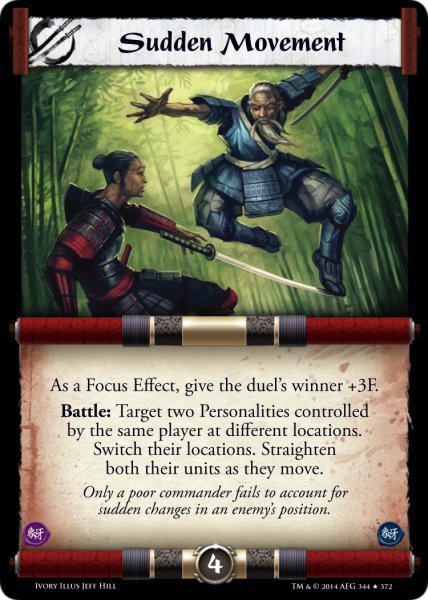 Sudden Movement
As a Focus Effect, give the duel's winner +3F.
Battle: Target two Personalities controlled
by the same player at different locations.
Switch their locations. Straighten
both their units as they move.
Only a poor commander fails to account for
sudden changes in an enemy's position.
4
Ivory Illus Jeff Hill
TM & © 2014 AEG 344 ★ 372